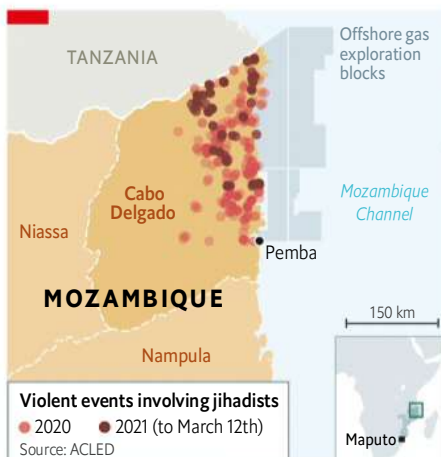 TANZANIA
Offshore gas
exploration
blocks
Cabo
Delgado
Mozambique
Channel
Niassa
Pemba
MOZAMBIQUE
150 km
Nampula
Violent events involving jihadists
2020 2021 (to March 12th)
Source: ACLED
Maputo